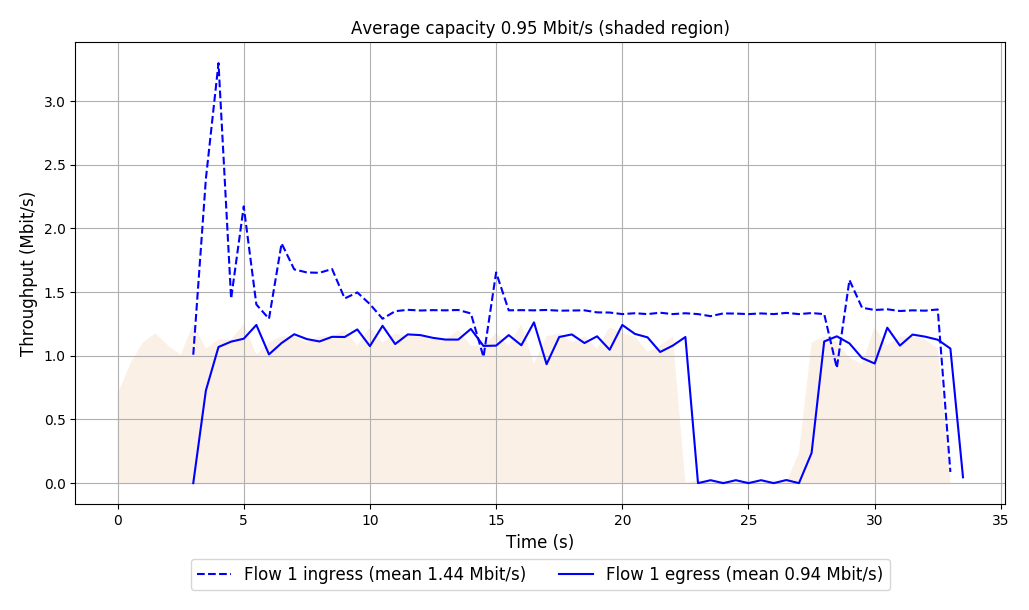 Average capacity 0.95 Mbit/s (shaded region)
Throughput (Mbit/s)
3.0
2.5
2.0
1.5
1.0
0.5
0.0
0 5 10 15 20 25 30 35
Time (s)
Flow 1 ingress (mean 1.44 Mbit/s) Flow 1 egress (mean 0.94 Mbit/s)